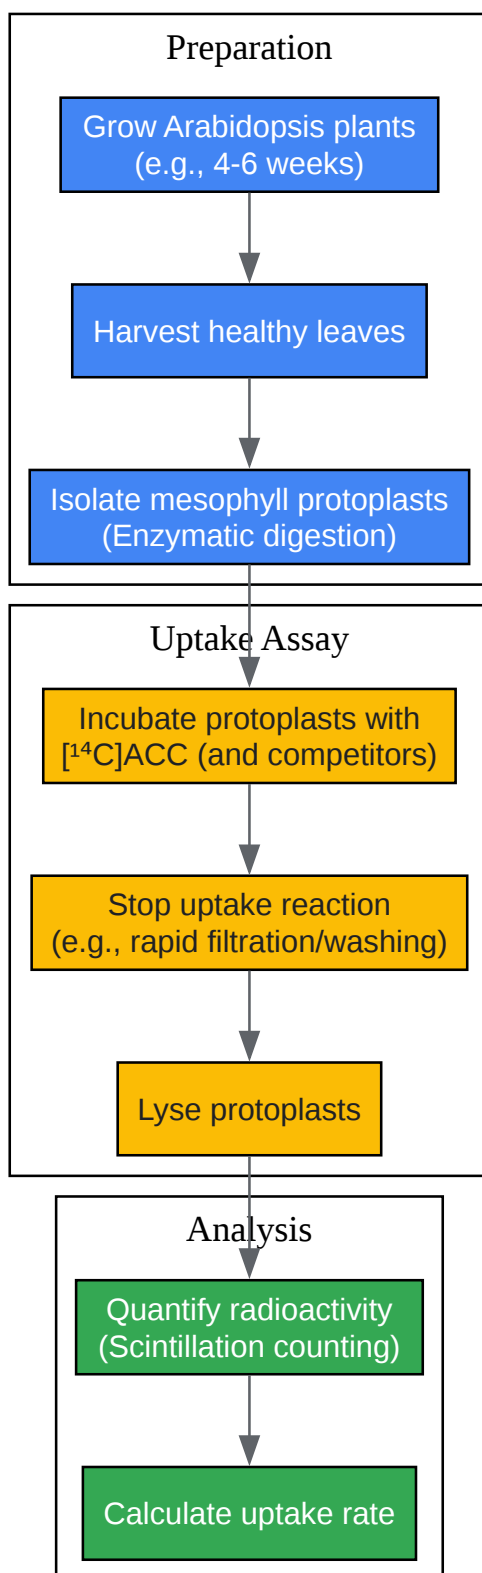 Preparation
Grow Arabidopsis plants
(e.g., 4-6 weeks)
Harvest healthy leaves
Isolate mesophyll protoplasts
(Enzymatic digestion)
Uptake Assay
Incubate protoplasts with
[¹⁴C]ACC (and competitors)
Stop uptake reaction
(e.g., rapid filtration/washing)
Lyse protoplasts
Analysis
Quantify radioactivity
(Scintillation counting)
Calculate uptake rate